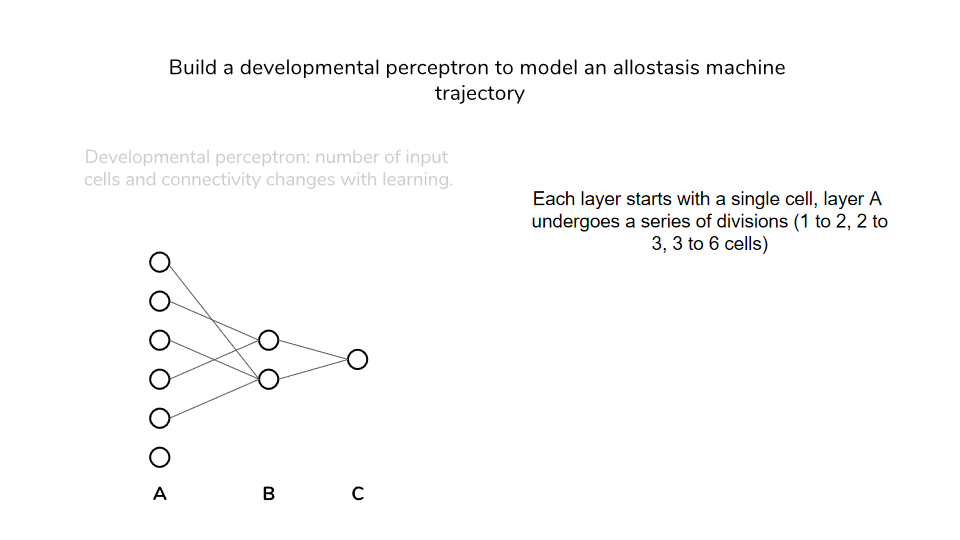 Build a developmental perceptron to model an allostasis machine
trajectory
Developmental perceptron: number of input
cells and connectivity changes with learning.
Each layer starts with a single cell, layer A
undergoes a series of divisions (1 to 2, 2 to
3, 3 to 6 cells)
A B C